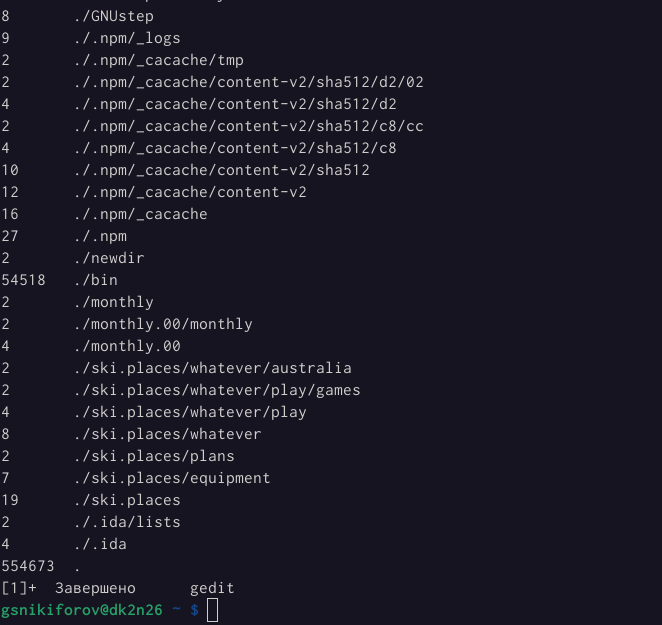 8       ./GNUstep
9       ./.npm/_logs
2       ./.npm/_cacache/tmp
2       ./.npm/_cacache/content-v2/sha512/d2/02
4       ./.npm/_cacache/content-v2/sha512/d2
2       ./.npm/_cacache/content-v2/sha512/c8/cc
4       ./.npm/_cacache/content-v2/sha512/c8
10      ./.npm/_cacache/content-v2/sha512
12      ./.npm/_cacache/content-v2
16      ./.npm/_cacache
27      ./.npm
2       ./newdir
54518   ./bin
2       ./monthly
2       ./monthly.00/monthly
4       ./monthly.00
2       ./ski.places/whatever/australia
2       ./ski.places/whatever/play/games
4       ./ski.places/whatever/play
8       ./ski.places/whatever
2       ./ski.places/plans
7       ./ski.places/equipment
19      ./ski.places
2       ./.ida/lists
4       ./.ida
554673  .
[1]+  Завершено      gedit
gsnikiforov@dk2n26 ~ $